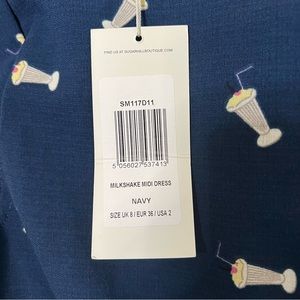 FIND US AT SUGARHILLBOUTIQUE.COM
SM117D11
5 056027 537413
MILKSHAKE MIDI DRESS
NAVY
SIZE UK 8 / EUR 36 / USA 2